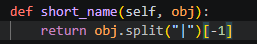 def short_name(self, obj):
    return obj.split("|")[-1]